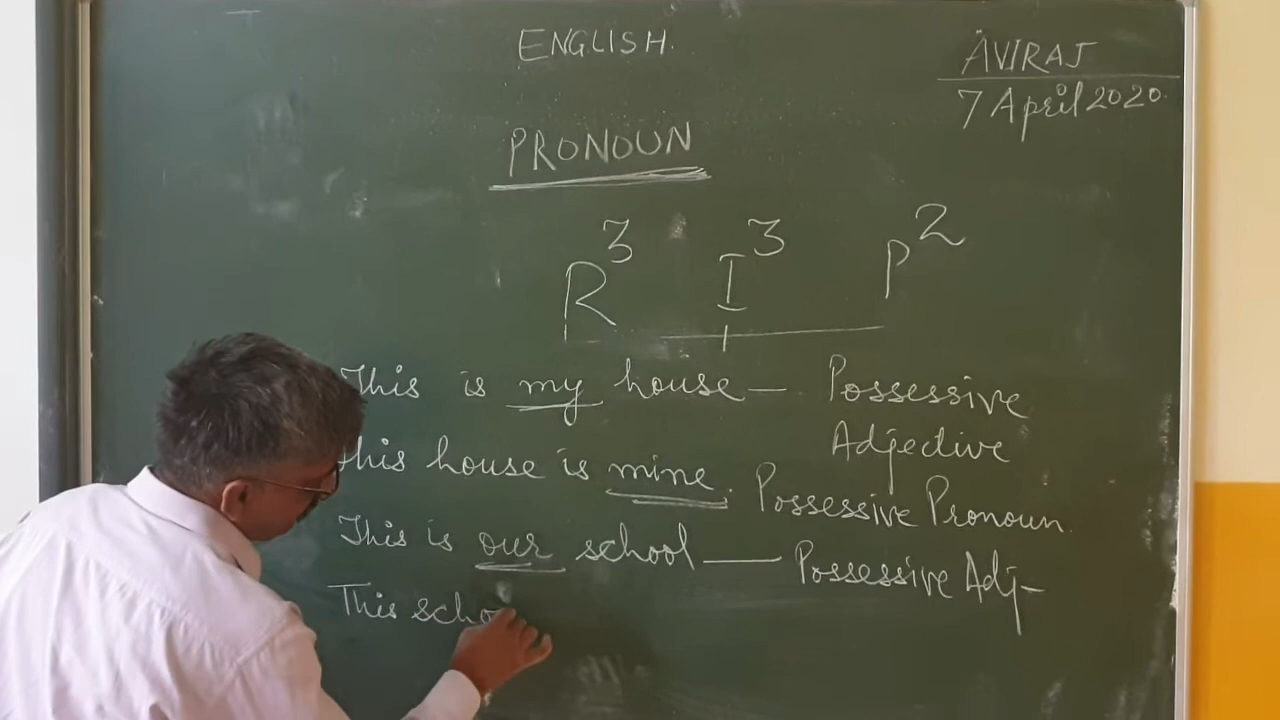 ENGLISH.
AVIRAJ
7 April 2020.
PRONOUN
R³ I³ P²
This is my house — Possessive
Adjective
this house is mine. Possessive Pronoun.
This is our school — Possessive Adj-
This scho